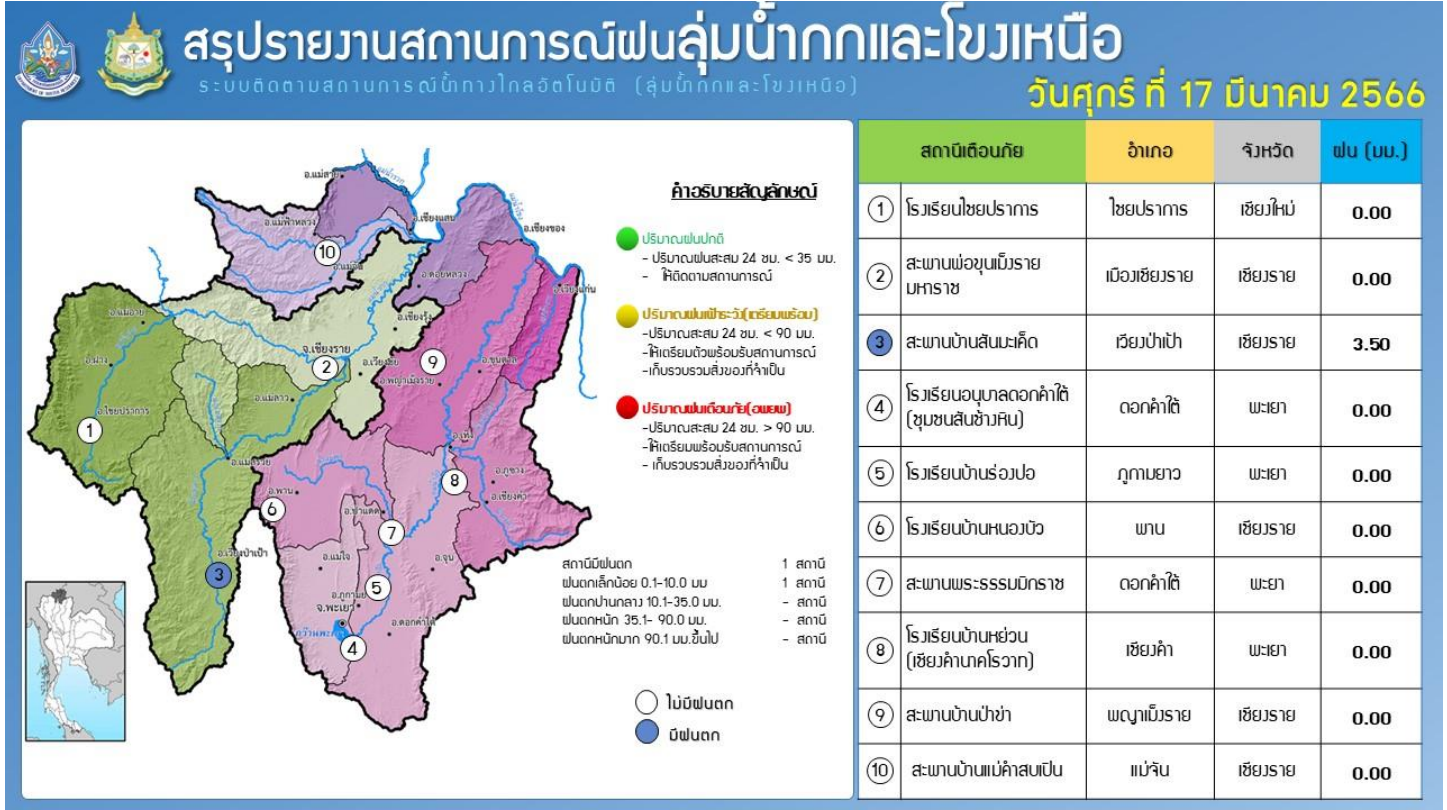 สรุปรายงานสถานการณ์ฝนลุ่มน้ำกกและโขงเหนือ
ระบบติดตามสถานการณ์น้ำทางไกลอัตโนมัติ (ลุ่มน้ำกกและโขงเหนือ)
วันศุกร์ ที่ 17 มีนาคม 2566
คำอธิบายสัญลักษณ์
ปริมาณฝนปกติ
- ปริมาณฝนสะสม 24 ชม. < 35 มม.
- ให้ติดตามสถานการณ์
ปริมาณฝนเฝ้าระวัง(เตรียมพร้อม)
-ปริมาณสะสม 24 ชม. < 90 มม.
-ให้เตรียมตัวพร้อมรับสถานการณ์
-เก็บรวบรวมสิ่งของที่จำเป็น
ปริมาณฝนเตือนภัย(อพยพ)
-ปริมาณสะสม 24 ชม. > 90 มม.
-ให้เตรียมพร้อมรับสถานการณ์
- เก็บรวบรวมสิ่งของที่จำเป็น
อ.แม่สาย
อ.แม่ฟ้าหลวง
อ.เชียงแสน
อ.เชียงของ
10
อ.แม่จัน
อ.ดอยหลวง
อ.เวียงแก่น
อ.แม่อาย
อ.เชียงรุ้ง
อ.ฝาง
จ.เชียงราย
2
อ.เวียงชัย
9
อ.ขุนตาล
อ.พญาเม็งราย
อ.แม่ลาว
อ.ไชยปราการ
1
อ.เทิง
อ.แม่สรวย
8
อ.ภูซาง
อ.พาน
อ.เชียงคำ
6
อ.ป่าแดด
7
อ.เวียงป่าเป้า
อ.แม่ใจ
อ.จุน
3
5
จ.พะเยา
อ.ดอกคำใต้
4
สถานีมีฝนตก 1 สถานี
ฝนตกเล็กน้อย 0.1-10.0 มม 1 สถานี
ฝนตกปานกลาง 10.1-35.0 มม. - สถานี
ฝนตกหนัก 35.1- 90.0 มม. - สถานี
ฝนตกหนักมาก 90.1 มม.ขึ้นไป - สถานี
ไม่มีฝนตก
มีฝนตก
สถานีเตือนภัย อำเภอ จังหวัด ฝน (มม.)
1 โรงเรียนไชยปราการ ไชยปราการ เชียงใหม่ 0.00
2 สะพานพ่อขุนเม็งราย
มหาราช เมืองเชียงราย เชียงราย 0.00
3 สะพานบ้านสันมะเค็ด เวียงป่าเป้า เชียงราย 3.50
4 โรงเรียนอนุบาลดอกคำใต้
(ชุมชนสันช้างหิน) ดอกคำใต้ พะเยา 0.00
5 โรงเรียนบ้านร่องปอ ภูกามยาว พะเยา 0.00
6 โรงเรียนบ้านหนองบัว พาน เชียงราย 0.00
7 สะพานพระธรรมมิกราช ดอกคำใต้ พะยา 0.00
8 โรงเรียนบ้านหย่วน
(เชียงคำนาคโรวาท) เชียงคำ พะเยา 0.00
9 สะพานบ้านป่าข่า พญาเม็งราย เชียงราย 0.00
10 สะพานบ้านแม่คำสบเปิน แม่จัน เชียงราย 0.00